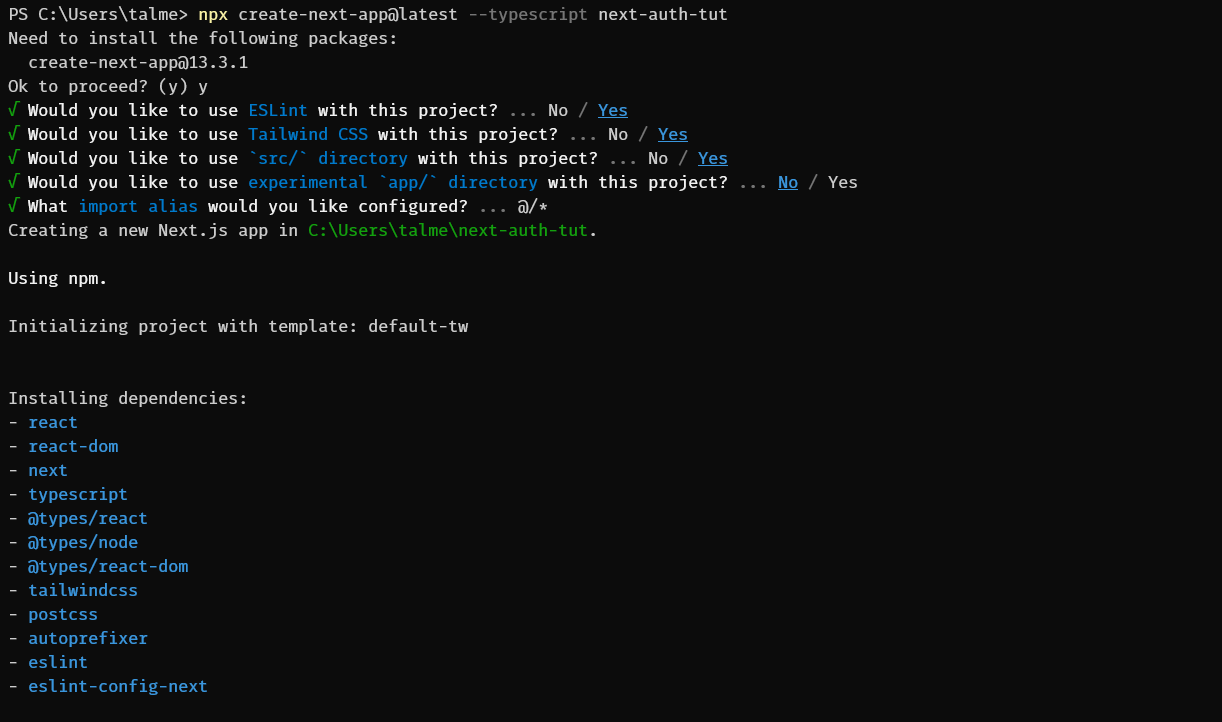 PS C:\Users\talme> npx create-next-app@latest --typescript next-auth-tut
Need to install the following packages:
  create-next-app@13.3.1
Ok to proceed? (y) y
√ Would you like to use ESLint with this project? ... No / Yes
√ Would you like to use Tailwind CSS with this project? ... No / Yes
√ Would you like to use `src/` directory with this project? ... No / Yes
√ Would you like to use experimental `app/` directory with this project? ... No / Yes
√ What import alias would you like configured? ... @/*
Creating a new Next.js app in C:\Users\talme\next-auth-tut.
Using npm.
Initializing project with template: default-tw
Installing dependencies:
- react
- react-dom
- next
- typescript
- @types/react
- @types/node
- @types/react-dom
- tailwindcss
- postcss
- autoprefixer
- eslint
- eslint-config-next